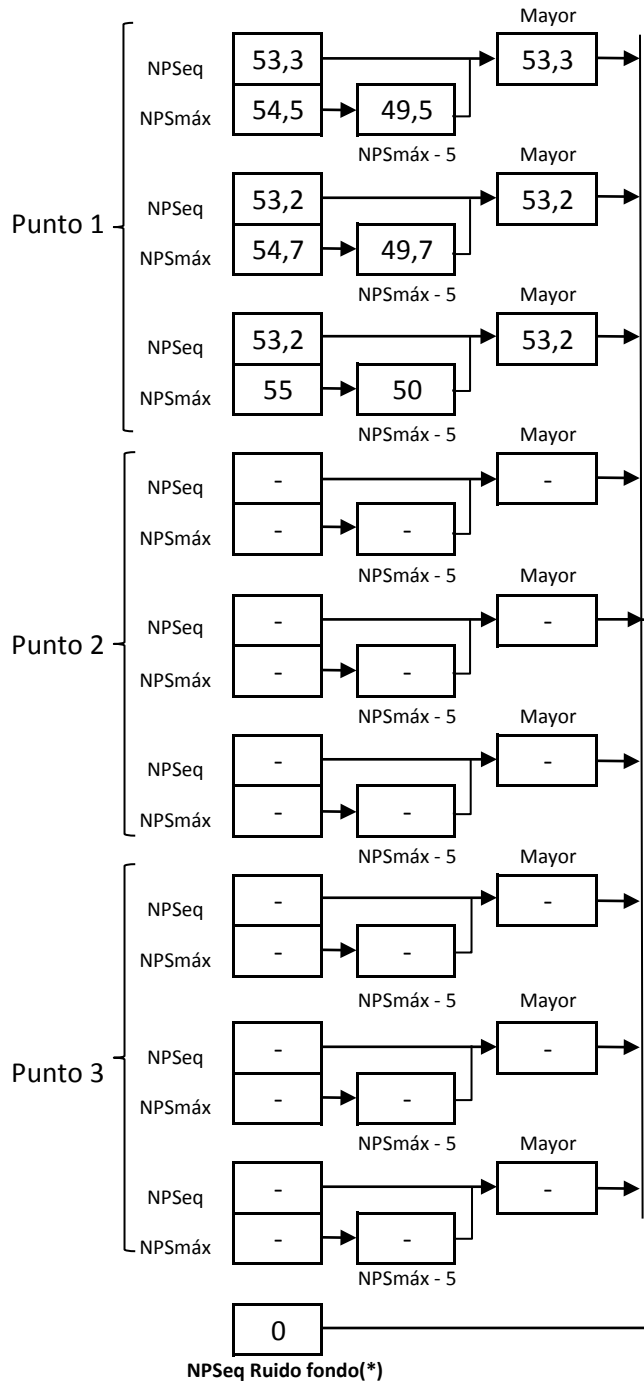 Mayor
NPSeq 53,3 53,3
NPSmáx 54,5 49,5
NPSmáx - 5
Mayor
Punto 1
NPSeq 53,2 53,2
NPSmáx 54,7 49,7
NPSmáx - 5
Mayor
NPSeq 53,2 53,2
NPSmáx 55 50
NPSmáx - 5
Mayor
NPSeq - -
NPSmáx - -
NPSmáx - 5
Mayor
Punto 2
NPSeq - -
NPSmáx - -
NPSmáx - 5
Mayor
NPSeq - -
NPSmáx - -
NPSmáx - 5
Mayor
NPSeq - -
NPSmáx - -
NPSmáx - 5
Mayor
Punto 3
NPSeq - -
NPSmáx - -
NPSmáx - 5
Mayor
NPSeq - -
NPSmáx - -
NPSmáx - 5
0
NPSeq Ruido fondo(*)